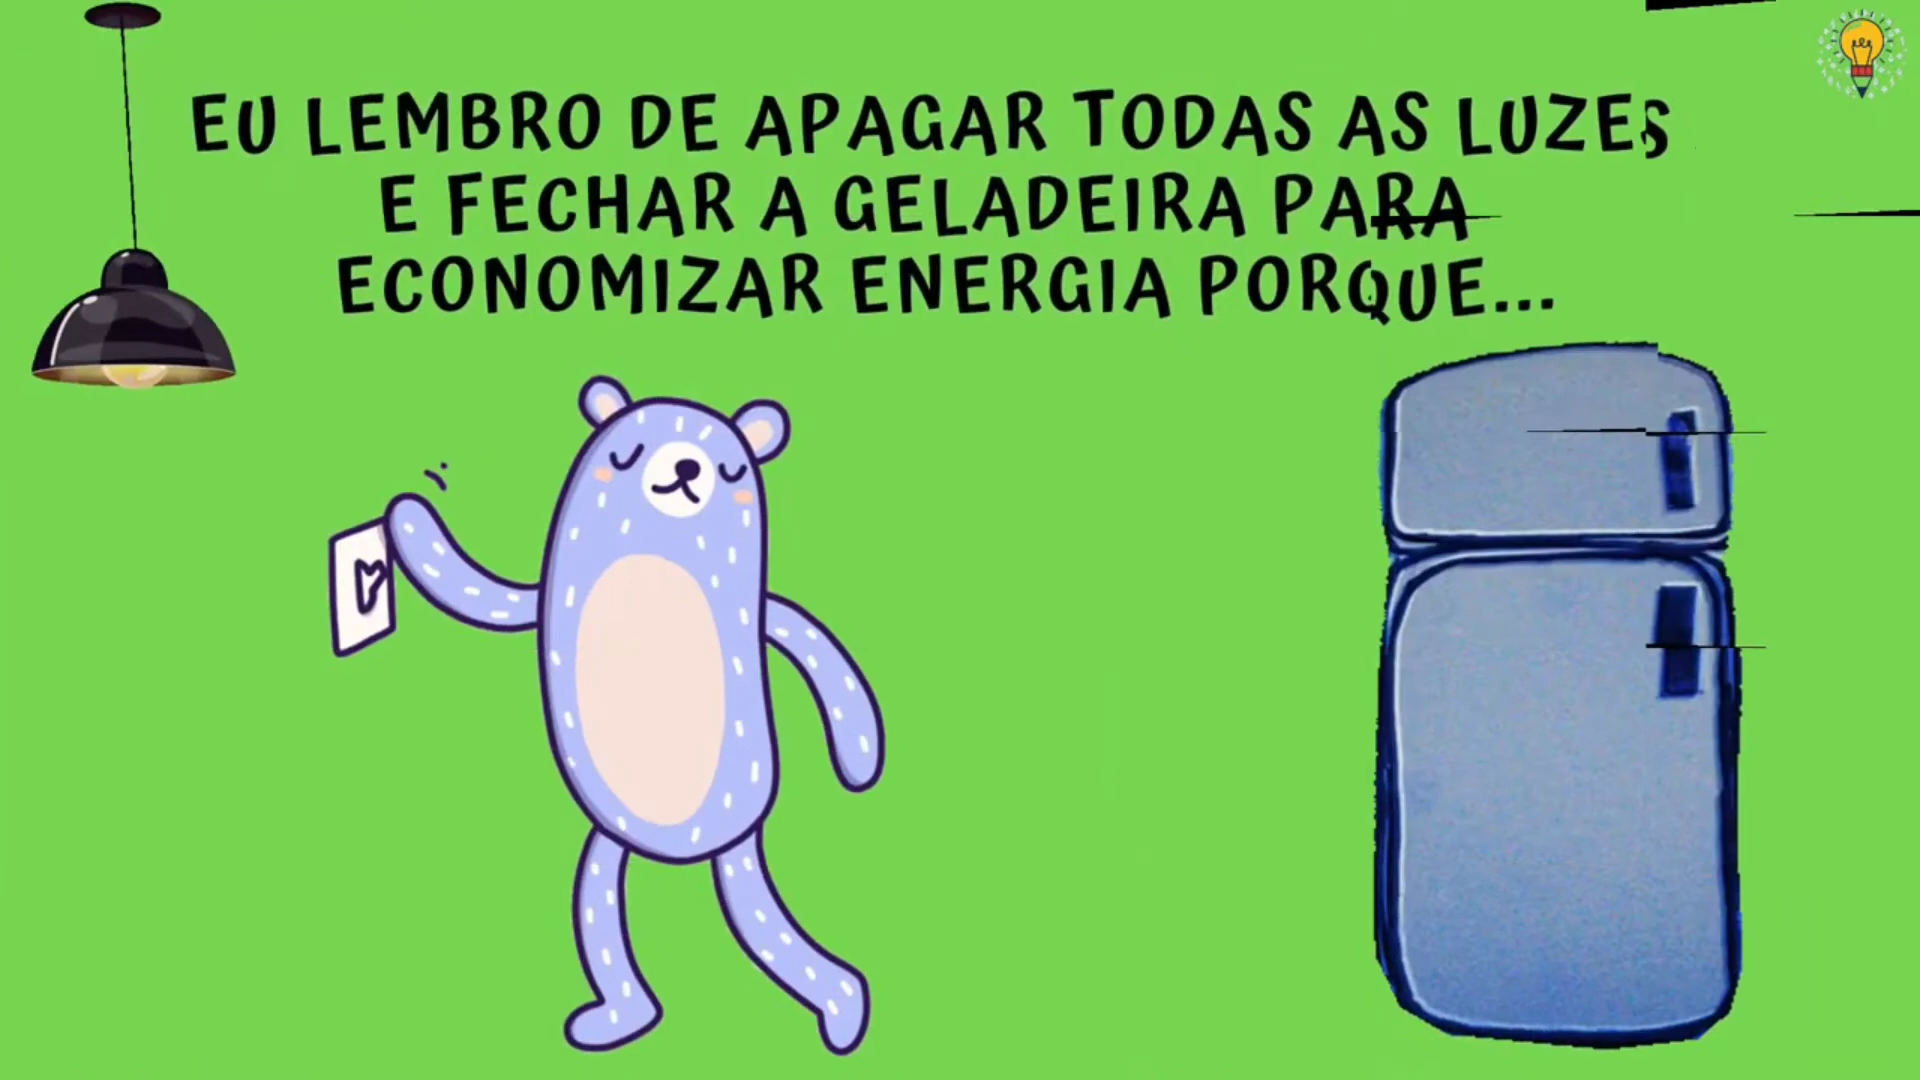 EU LEMBRO DE APAGAR TODAS AS LUZES
E FECHAR A GELADEIRA PARA
ECONOMIZAR ENERGIA PORQUE...